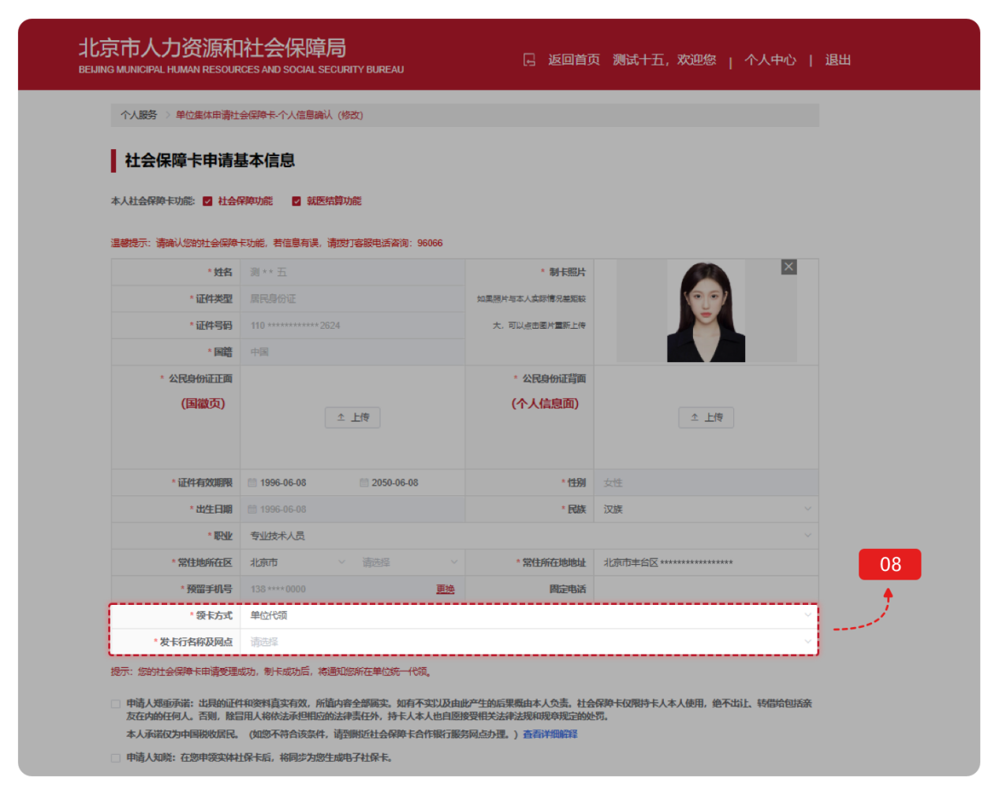 北京市人力资源和社会保障局
BEIJING MUNICIPAL HUMAN RESOURCES AND SOCIAL SECURITY BUREAU
返回首页 测试十五，欢迎您 | 个人中心 | 退出
个人服务 > 单位集体申请社会保障卡-个人信息确认（修改）
社会保障卡申请基本信息
本人社会保障卡功能: 社会保障功能 就医结算功能
温馨提示：请确认您的社会保障卡功能，若信息有误，请拨打客服电话咨询：96066
* 姓名 测 * * 五
* 制卡照片
* 证件类型 居民身份证
如果照片与本人实际情况差距较
* 证件号码 110 ************ 2624
大，可以点击图片重新上传
* 国籍 中国
* 公民身份证正面
* 公民身份证背面
(国徽页)
(个人信息面)
上传
上传
* 证件有效期限 1996-06-08 2050-06-08
* 性别 女性
* 出生日期 1996-06-08
* 民族 汉族
* 职业 专业技术人员
* 常住地所在区 北京市 请选择
* 常住所在地地址 北京市丰台区 *****************
08
* 预留手机号 138 **** 0000 更换
固定电话
* 领卡方式 单位代领
* 发卡行名称及网点 请选择
提示：您的社会保障卡申请受理成功，制卡成功后，将通知您所在单位统一代领。
申请人郑重承诺：出具的证件和资料真实有效，所填内容全部属实。如有不实以及由此产生的后果概由本人负责。社会保障卡仅限持卡人本人使用，绝不出让、转借给包括亲
友在内的任何人。否则，除冒用人将依法承担相应的法律责任外，持卡人本人也自愿接受相关法律法规和规章规定的处罚。
本人承诺仅为中国税收居民。（如您不符合该条件，请到附近社会保障卡合作银行服务网点办理。）查看详细解释
申请人知晓：在您申领实体社保卡后，将同步为您生成电子社保卡。